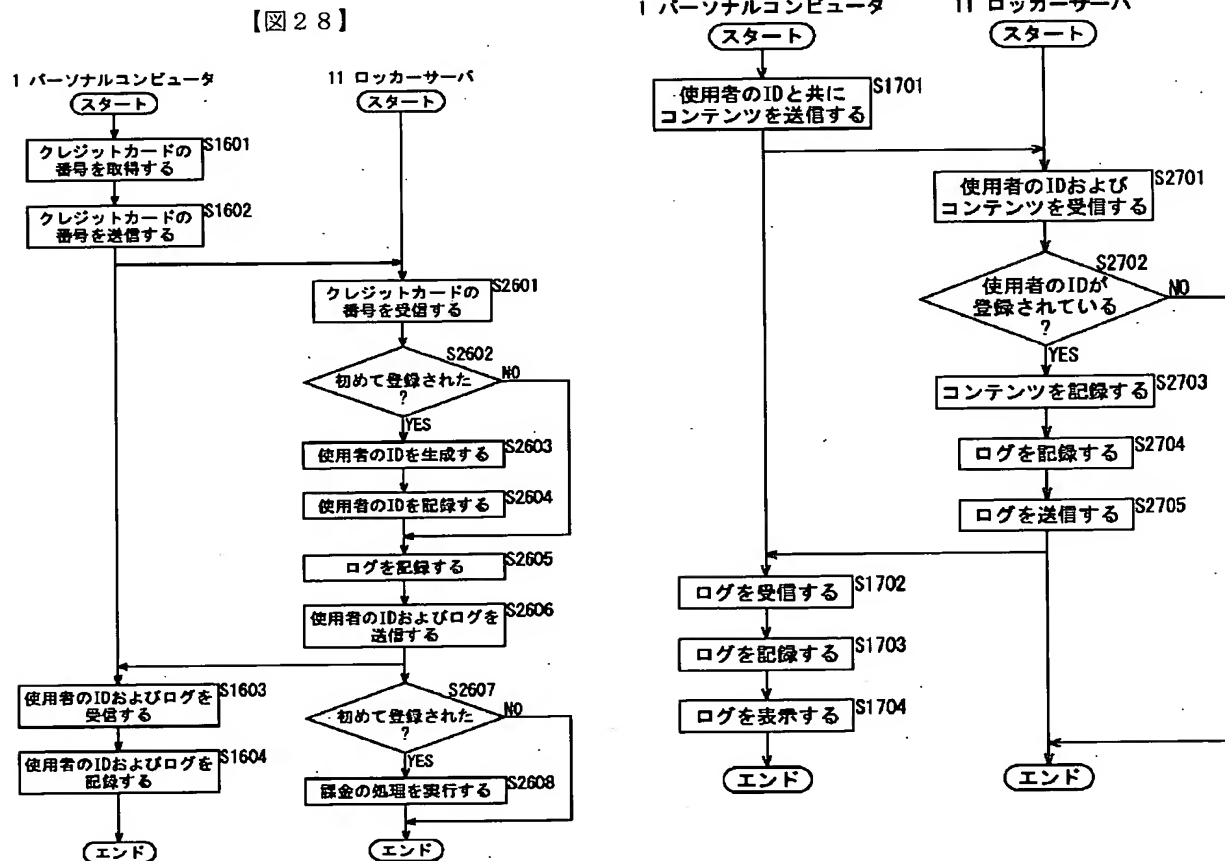 【図２８】
1 パーソナルコンピュータ
スタート
クレジットカードの
番号を取得する
S1601
クレジットカードの
番号を送信する
S1602
使用者のIDおよびログを
受信する
S1603
使用者のIDおよびログを
記録する
S1604
エンド
11 ロッカーサーバ
スタート
クレジットカードの
番号を受信する
S2601
S2602
初めて登録された
?
NO
YES
使用者のIDを生成する
S2603
使用者のIDを記録する
S2604
ログを記録する
S2605
使用者のIDおよびログを
送信する
S2606
S2607
初めて登録された
?
NO
YES
課金の処理を実行する
S2608
エンド
1 パーソナルコンピュータ
スタート
使用者のIDと共に
コンテンツを送信する
S1701
ログを受信する
S1702
ログを記録する
S1703
ログを表示する
S1704
エンド
11 ロッカーサーバ
スタート
使用者のIDおよび
コンテンツを受信する
S2701
S2702
使用者のIDが
登録されている
?
NO
YES
コンテンツを記録する
S2703
ログを記録する
S2704
ログを送信する
S2705
エンド